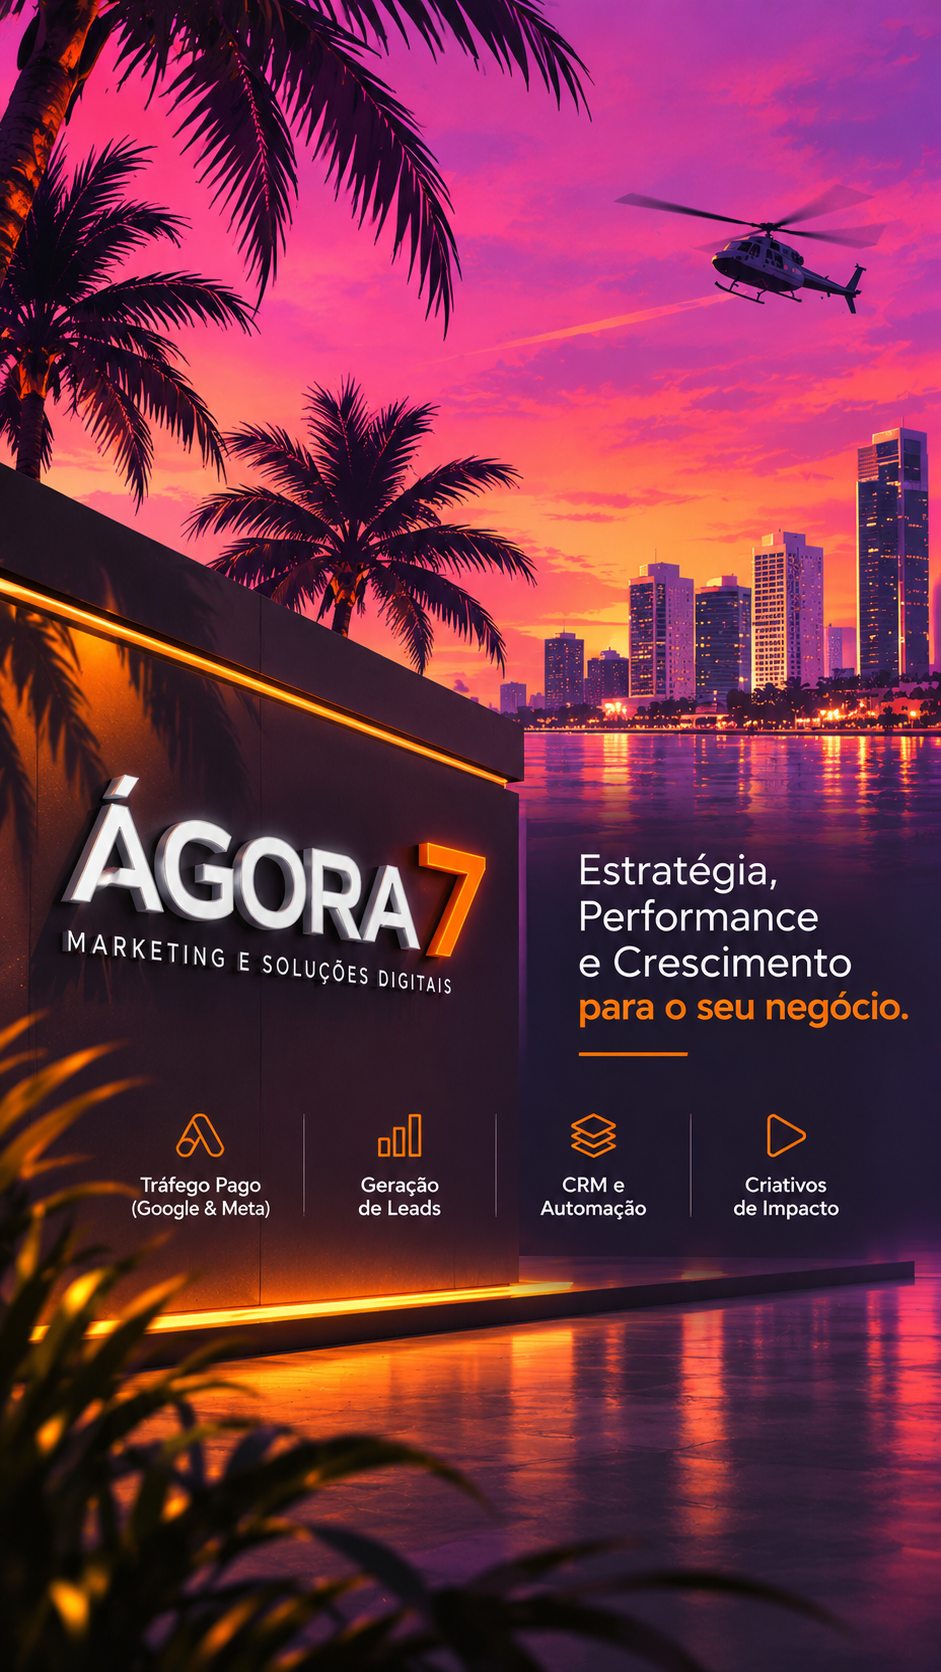 ÁGORA 7
MARKETING E SOLUÇÕES DIGITAIS
Estratégia,
Performance
e Crescimento
para o seu negócio.
Tráfego Pago
(Google & Meta)
Geração
de Leads
CRM e
Automação
Criativos
de Impacto